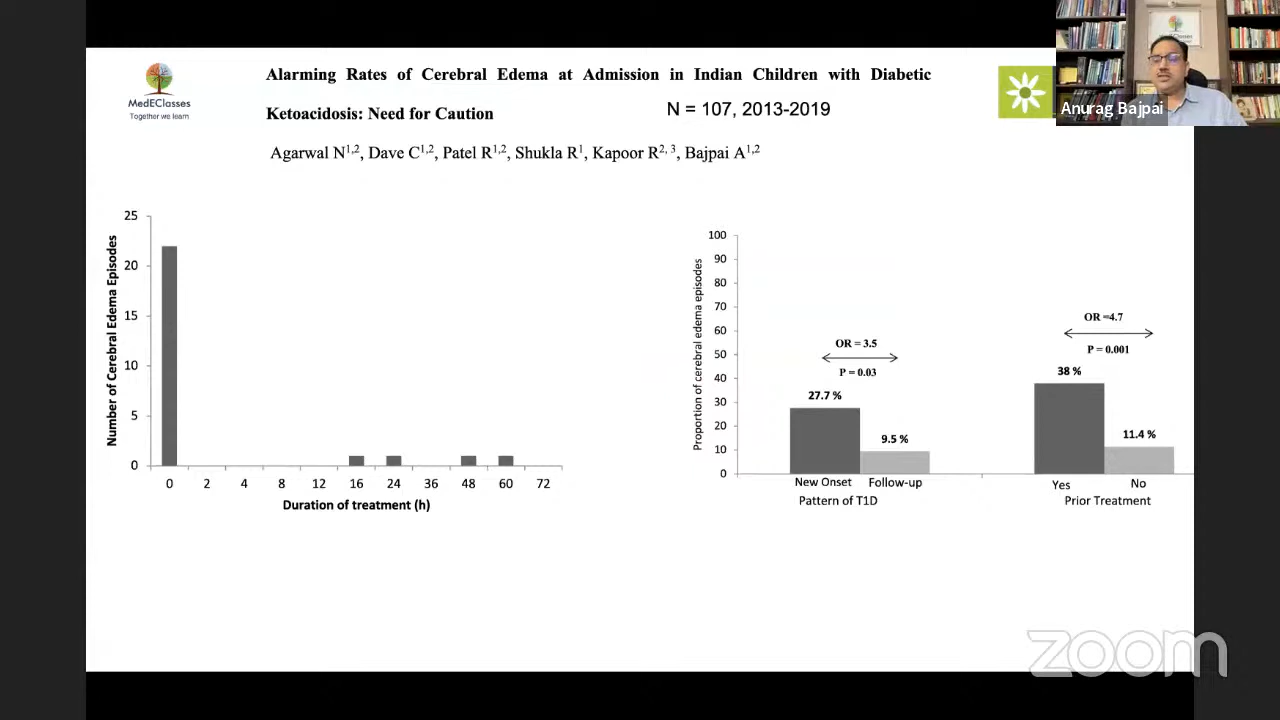 MedEClasses
Together we learn
Alarming Rates of Cerebral Edema at Admission in Indian Children with Diabetic
Ketoacidosis: Need for Caution
N = 107, 2013-2019
Agarwal N1,2, Dave C1,2, Patel R1,2, Shukla R1, Kapoor R2, 3, Bajpai A1,2
Anurag Bajpai
Number of Cerebral Edema Episodes
25
20
15
10
5
0
0 2 4 8 12 16 24 36 48 60 72
Duration of treatment (h)
Proportion of cerebral edema episodes
100
90
80
70
60
50
40
30
20
10
0
OR = 3.5
P = 0.03
27.7 %
9.5 %
New Onset Follow-up
Pattern of T1D
OR =4.7
P = 0.001
38 %
11.4 %
Yes No
Prior Treatment
zoom